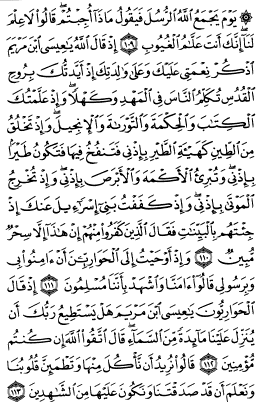 ۞ يَوْمَ يَجْمَعُ ٱللَّهُ ٱلرُّسُلَ فَيَقُولُ مَاذَآ أُجِبْتُمْ ۖ قَالُوا۟ لَا عِلْمَ
لَنَآ ۖ إِنَّكَ أَنتَ عَلَّٰمُ ٱلْغُيُوبِ ١٠٩ إِذْ قَالَ ٱللَّهُ يَٰعِيسَى ٱبْنَ مَرْيَمَ
ٱذْكُرْ نِعْمَتِى عَلَيْكَ وَعَلَىٰ وَٰلِدَتِكَ إِذْ أَيَّدتُّكَ بِرُوحِ
ٱلْقُدُسِ تُكَلِّمُ ٱلنَّاسَ فِى ٱلْمَهْدِ وَكَهْلًا ۖ وَإِذْ عَلَّمْتُكَ
ٱلْكِتَٰبَ وَٱلْحِكْمَةَ وَٱلتَّوْرَىٰةَ وَٱلْإِنجِيلَ ۖ وَإِذْ تَخْلُقُ
مِنَ ٱلطِّينِ كَهَيْـَٔةِ ٱلطَّيْرِ بِإِذْنِى فَتَنفُخُ فِيهَا فَتَكُونُ طَيْرًۢا
بِإِذْنِى ۖ وَتُبْرِئُ ٱلْأَكْمَهَ وَٱلْأَبْرَصَ بِإِذْنِى ۖ وَإِذْ تُخْرِجُ
ٱلْمَوْتَىٰ بِإِذْنِى ۖ وَإِذْ كَفَفْتُ بَنِىٓ إِسْرَٰٓءِيلَ عَنكَ إِذْ
جِئْتَهُم بِٱلْبَيِّنَٰتِ فَقَالَ ٱلَّذِينَ كَفَرُوا۟ مِنْهُمْ إِنْ هَٰذَآ إِلَّا سِحْرٌ
مُّبِينٌ ١١٠ وَإِذْ أَوْحَيْتُ إِلَى ٱلْحَوَارِيِّـۧنَ أَنْ ءَامِنُوا۟ بِى
وَبِرَسُولِى قَالُوٓا۟ ءَامَنَّا وَٱشْهَدْ بِأَنَّنَا مُسْلِمُونَ ١١١ إِذْ قَالَ
ٱلْحَوَارِيُّونَ يَٰعِيسَى ٱبْنَ مَرْيَمَ هَلْ يَسْتَطِيعُ رَبُّكَ أَن
يُنَزِّلَ عَلَيْنَا مَآئِدَةً مِّنَ ٱلسَّمَآءِ ۖ قَالَ ٱتَّقُوا۟ ٱللَّهَ إِن كُنتُم
مُّؤْمِنِينَ ١١٢ قَالُوا۟ نُرِيدُ أَن نَّأْكُلَ مِنْهَا وَتَطْمَئِنَّ قُلُوبُنَا
وَنَعْلَمَ أَن قَدْ صَدَقْتَنَا وَنَكُونَ عَلَيْهَا مِنَ ٱلشَّٰهِدِينَ ١١٣